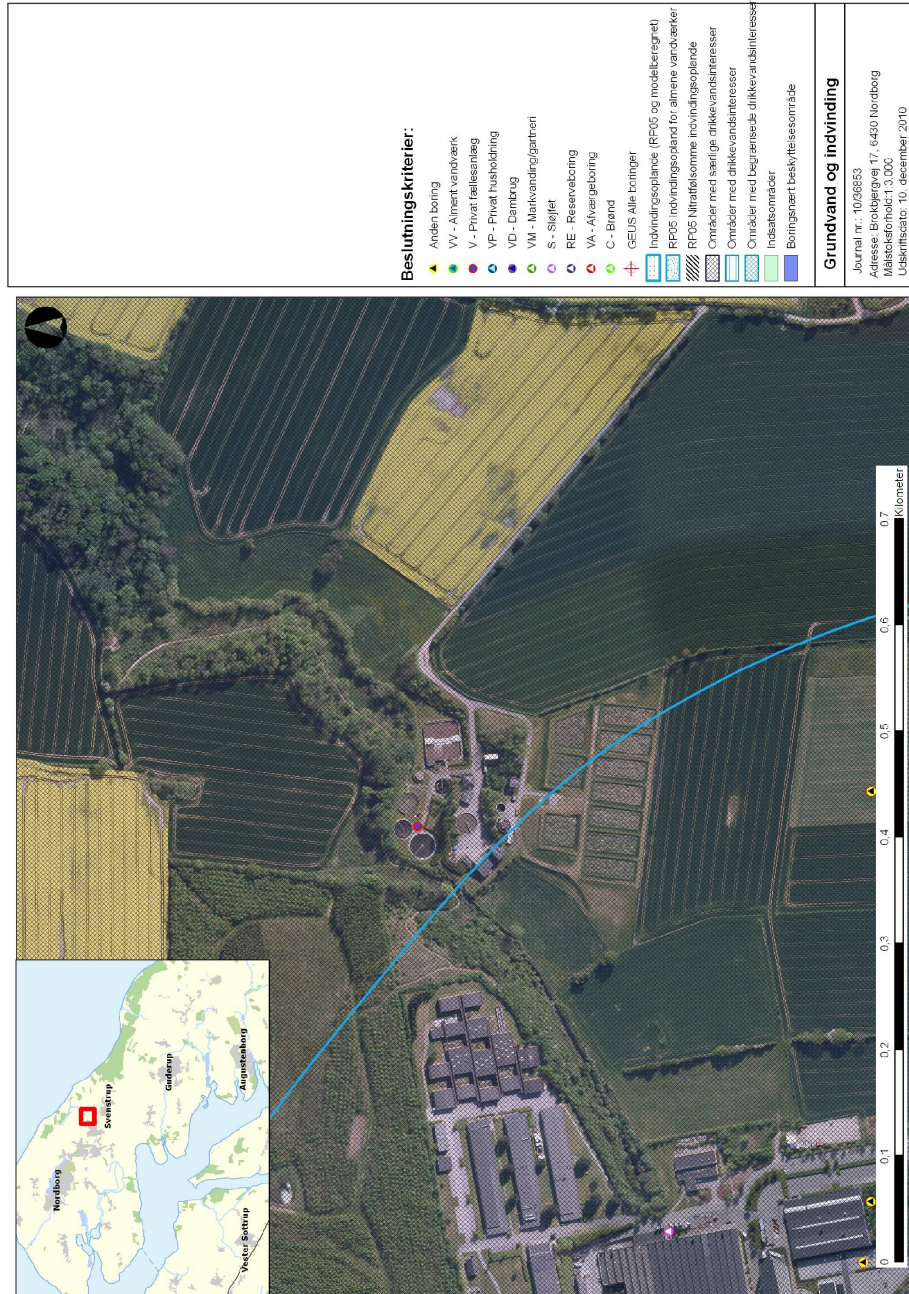 Beslutningskriterier:
Anden boring
VV - Alment vandværk
V - Privat fællesanlæg
VP - Privat husholdning
VD - Dambrug
VM - Markvanding/gartneri
S - Sløjfet
RE - Reserveboring
VA - Afværgeboring
C - Brønd
GEUS Alle boringer
Indvindingsoplande (RP05 og modelberegnet)
RP05 Indvindingsopland for almene vandværker
RP05 Nitratfølsomme indvindingsoplande
Områder med særlige drikkevandsinteresser
Områder med drikkevandsinteresser
Områder med begrænsede drikkevandsinteresser
Indsatsområder
Boringsnært beskyttelsesområde
Grundvand og indvinding
Journal nr.: 10/36853
Adresse: Brokbjergvej 17, 6430 Nordborg
Målstoksforhold:1:3.000
Udskriftsdato: 10. december 2010
Nordborg
Svenstrup
Guderup
Augustenborg
Vester Sottrup
0 0,1 0,2 0,3 0,4 0,5 0,6 0,7
Kilometer